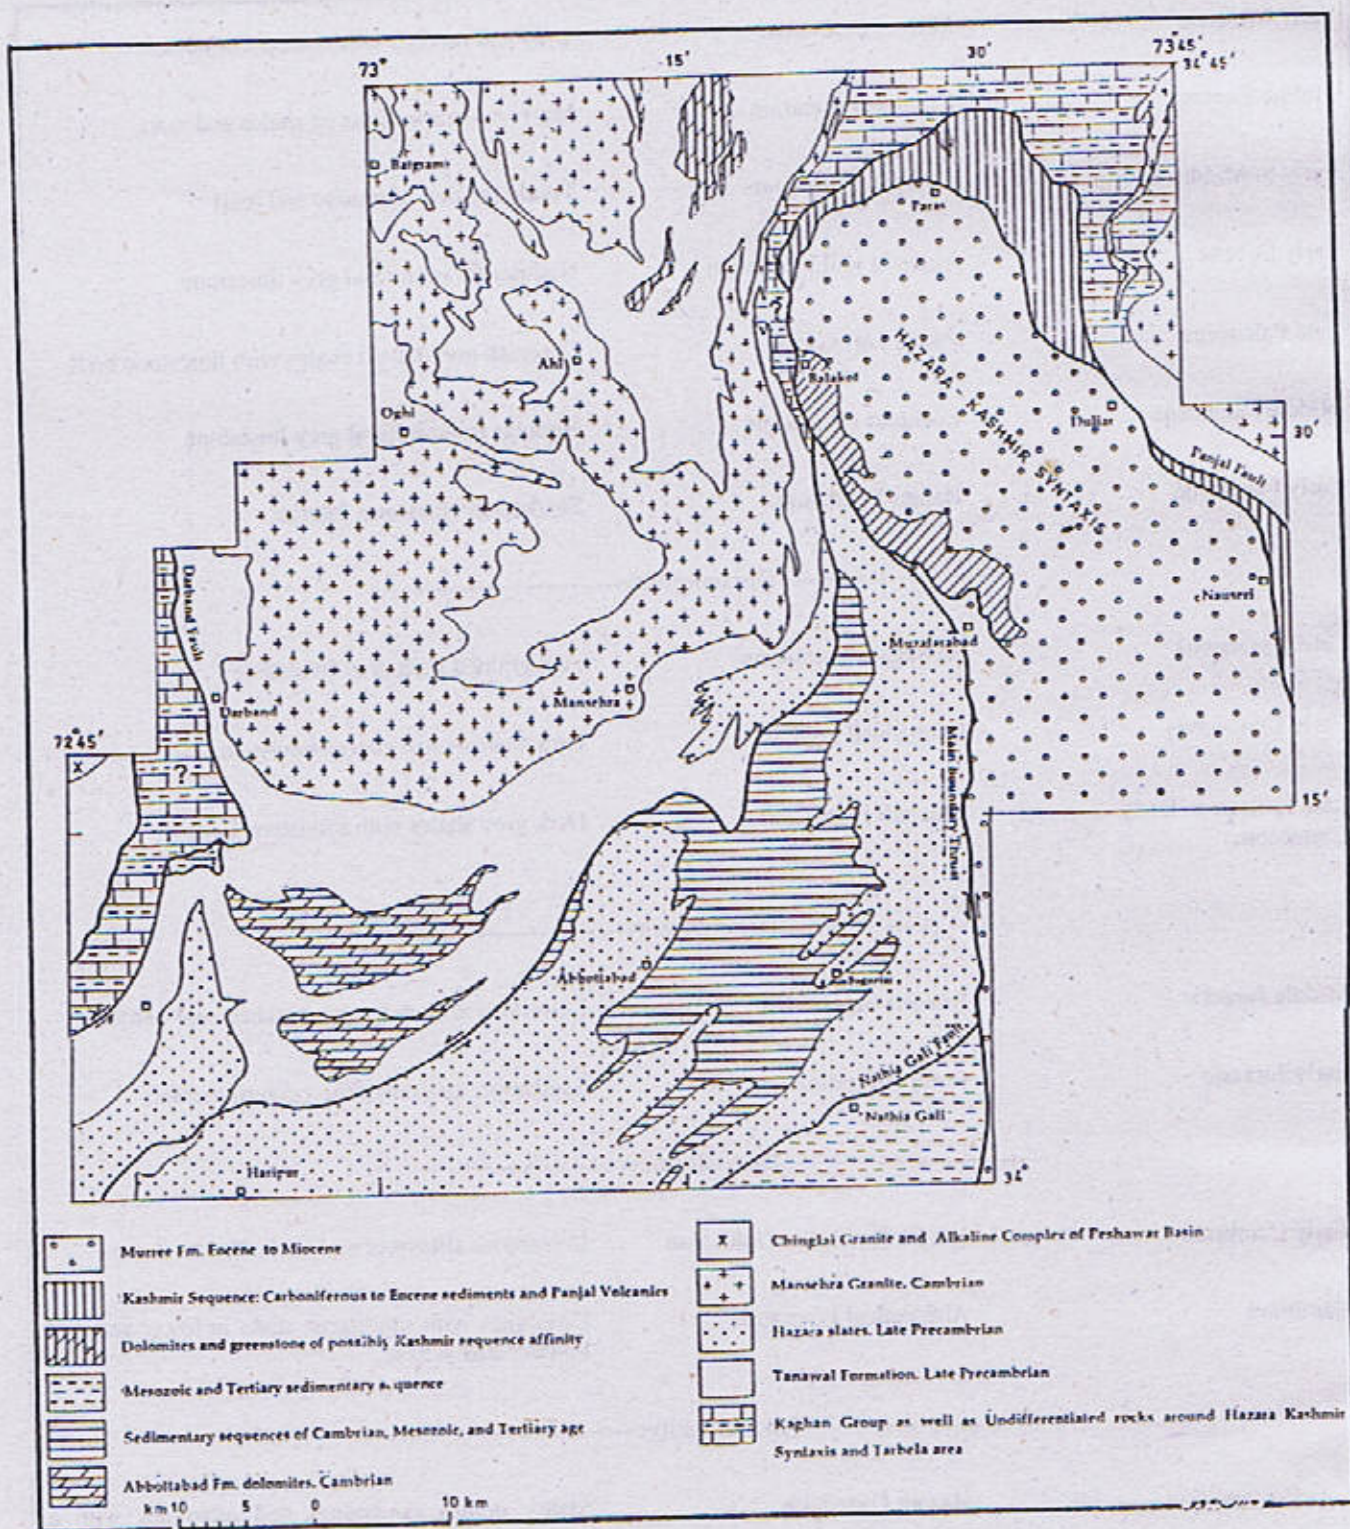 73°
15'
30'
73°45'
34°45'
Batgram
Paras
HAZARA - KASHMIR SYNTAXIS
Ahl
Balakot
Oghi
30'
Panjal Fault
Darband Fault
Nauseri
Muzafatabad
Darband
Mansehra
72°45'
x
?
Main Boundary Thrust
15'
Abbottabad
Nathia Gali Fault
Nathia Gali
Haripur
34°
Murree Fm. Eocene to Miocene
Kashmir Sequence: Carboniferous to Eocene sediments and Panjal Volcanics
Dolomites and greenstone of possibly Kashmir sequence affinity
Mesozoic and Tertiary sedimentary s quence
Sedimentary sequences of Cambrian, Mesozoic, and Tertiary age
Abbottabad Fm. dolomites. Cambrian
km 10 5 0 10 km
x
Chinglai Granite and Alkaline Complex of Peshawar Basin
Mansehra Granite. Cambrian
Hazara slates. Late Precambrian
Tanawal Formation. Late Precambrian
Kaghan Group as well as Undifferentiated rocks around Hazara Kashmir
Syntaxis and Tarbela area